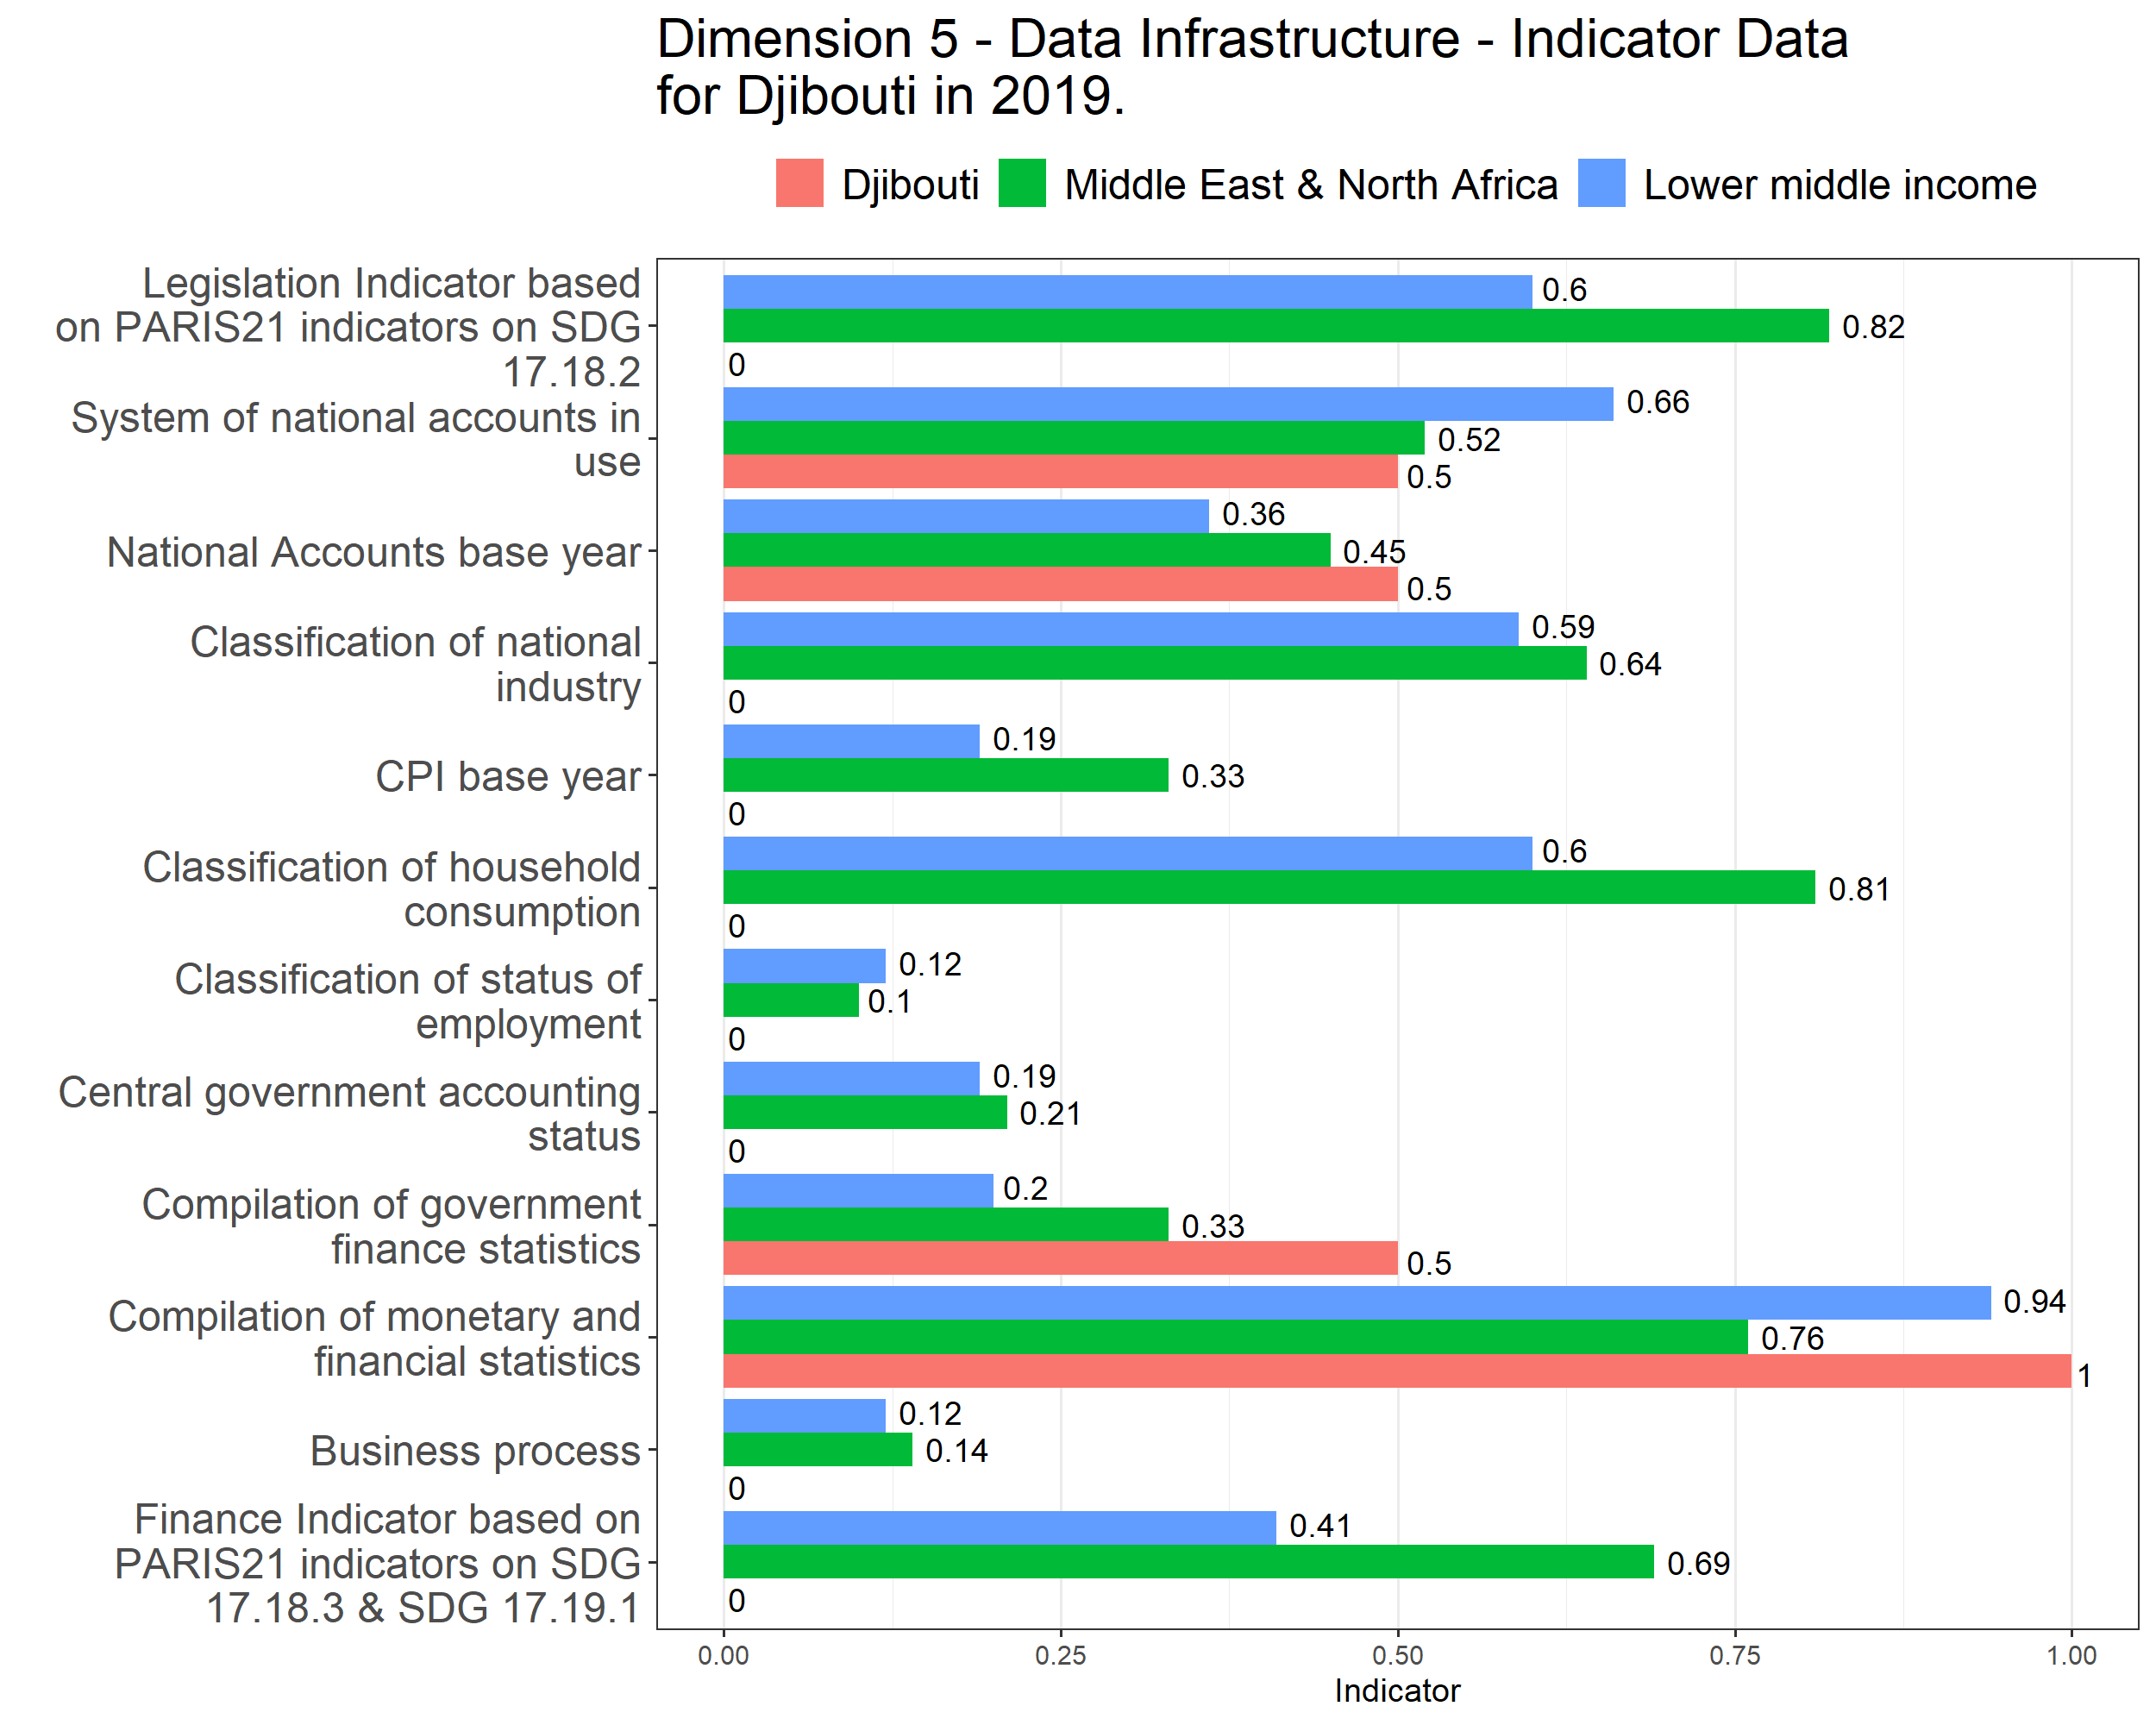 Dimension 5 - Data Infrastructure - Indicator Data
for Djibouti in 2019.
Djibouti
Middle East & North Africa
Lower middle income
Legislation Indicator based
on PARIS21 indicators on SDG
17.18.2
0.6
0.82
0
System of national accounts in
use
0.66
0.52
0.5
National Accounts base year
0.36
0.45
0.5
Classification of national
industry
0.59
0.64
0
CPI base year
0.19
0.33
0
Classification of household
consumption
0.6
0.81
0
Classification of status of
employment
0.12
0.1
0
Central government accounting
status
0.19
0.21
0
Compilation of government
finance statistics
0.2
0.33
0.5
Compilation of monetary and
financial statistics
0.94
0.76
1
Business process
0.12
0.14
0
Finance Indicator based on
PARIS21 indicators on SDG
17.18.3 & SDG 17.19.1
0.41
0.69
0
0.00
0.25
0.50
0.75
1.00
Indicator